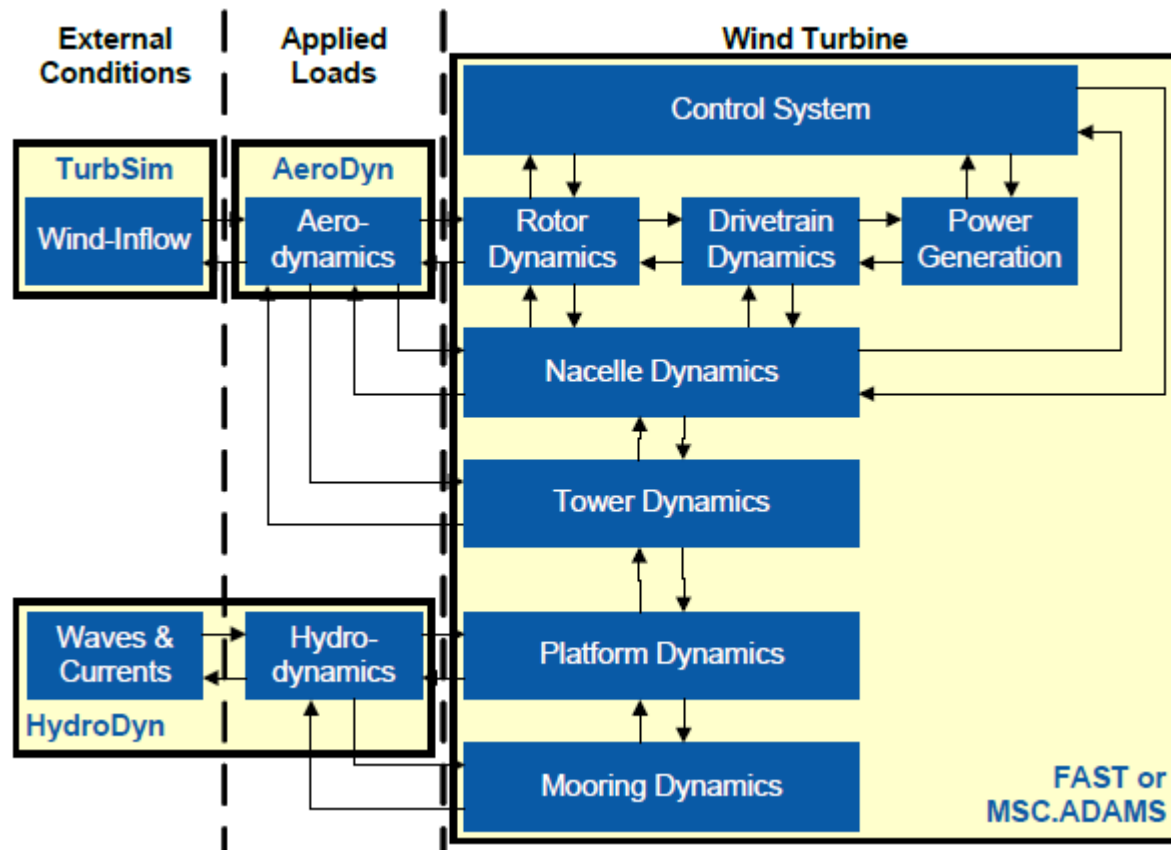 External
Conditions
Applied
Loads
Wind Turbine
Control System
TurbSim
AeroDyn
Wind-Inflow
Aero-
dynamics
Rotor
Dynamics
Drivetrain
Dynamics
Power
Generation
Nacelle Dynamics
Tower Dynamics
Waves &
Currents
Hydro-
dynamics
Platform Dynamics
HydroDyn
Mooring Dynamics
FAST or
MSC.ADAMS